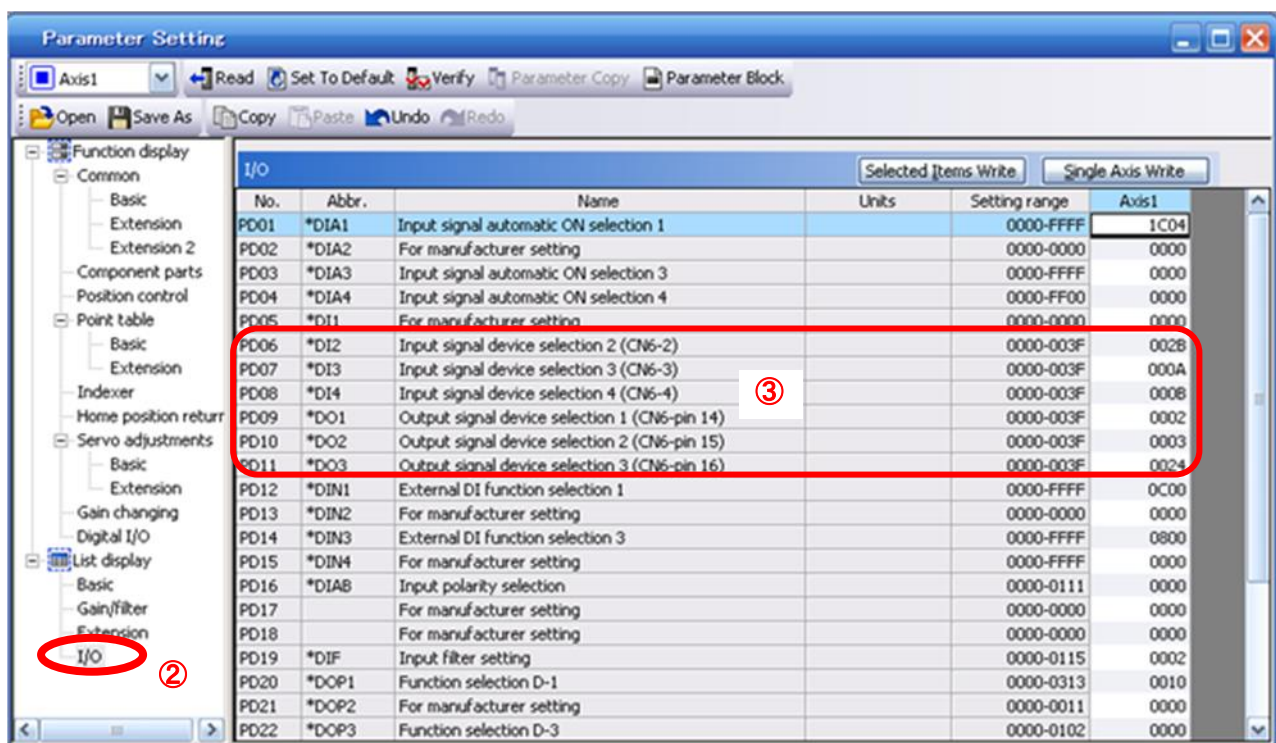 Parameter Setting
Axis1 Read Set To Default Verify Parameter Copy Parameter Block
Open Save As Copy Paste Undo Redo
Function display
Common
Basic
Extension
Extension 2
Component parts
Position control
Point table
Basic
Extension
Indexer
Home position returr
Servo adjustments
Basic
Extension
Gain changing
Digital I/O
List display
Basic
Gain/filter
Extension
I/O
②
I/O Selected Items Write Single Axis Write
No. Abbr. Name Units Setting range Axis1
PD01 *DIA1 Input signal automatic ON selection 1 0000-FFFF 1C04
PD02 *DIA2 For manufacturer setting 0000-0000 0000
PD03 *DIA3 Input signal automatic ON selection 3 0000-FFFF 0000
PD04 *DIA4 Input signal automatic ON selection 4 0000-FF00 0000
PD05 *DI1 For manufacturer setting 0000-0000 0000
PD06 *DI2 Input signal device selection 2 (CN6-2) 0000-003F 002B
PD07 *DI3 Input signal device selection 3 (CN6-3) 0000-003F 000A
PD08 *DI4 Input signal device selection 4 (CN6-4) 0000-003F 000B
③
PD09 *DO1 Output signal device selection 1 (CN6-pin 14) 0000-003F 0002
PD10 *DO2 Output signal device selection 2 (CN6-pin 15) 0000-003F 0003
PD11 *DO3 Output signal device selection 3 (CN6-pin 16) 0000-003F 0024
PD12 *DIN1 External DI function selection 1 0000-FFFF 0C00
PD13 *DIN2 For manufacturer setting 0000-0000 0000
PD14 *DIN3 External DI function selection 3 0000-FFFF 0800
PD15 *DIN4 For manufacturer setting 0000-FFFF 0000
PD16 *DIAB Input polarity selection 0000-0111 0000
PD17 For manufacturer setting 0000-0000 0000
PD18 For manufacturer setting 0000-0000 0000
PD19 *DIF Input filter setting 0000-0115 0002
PD20 *DOP1 Function selection D-1 0000-0313 0010
PD21 *DOP2 For manufacturer setting 0000-0011 0000
PD22 *DOP3 Function selection D-3 0000-0102 0000